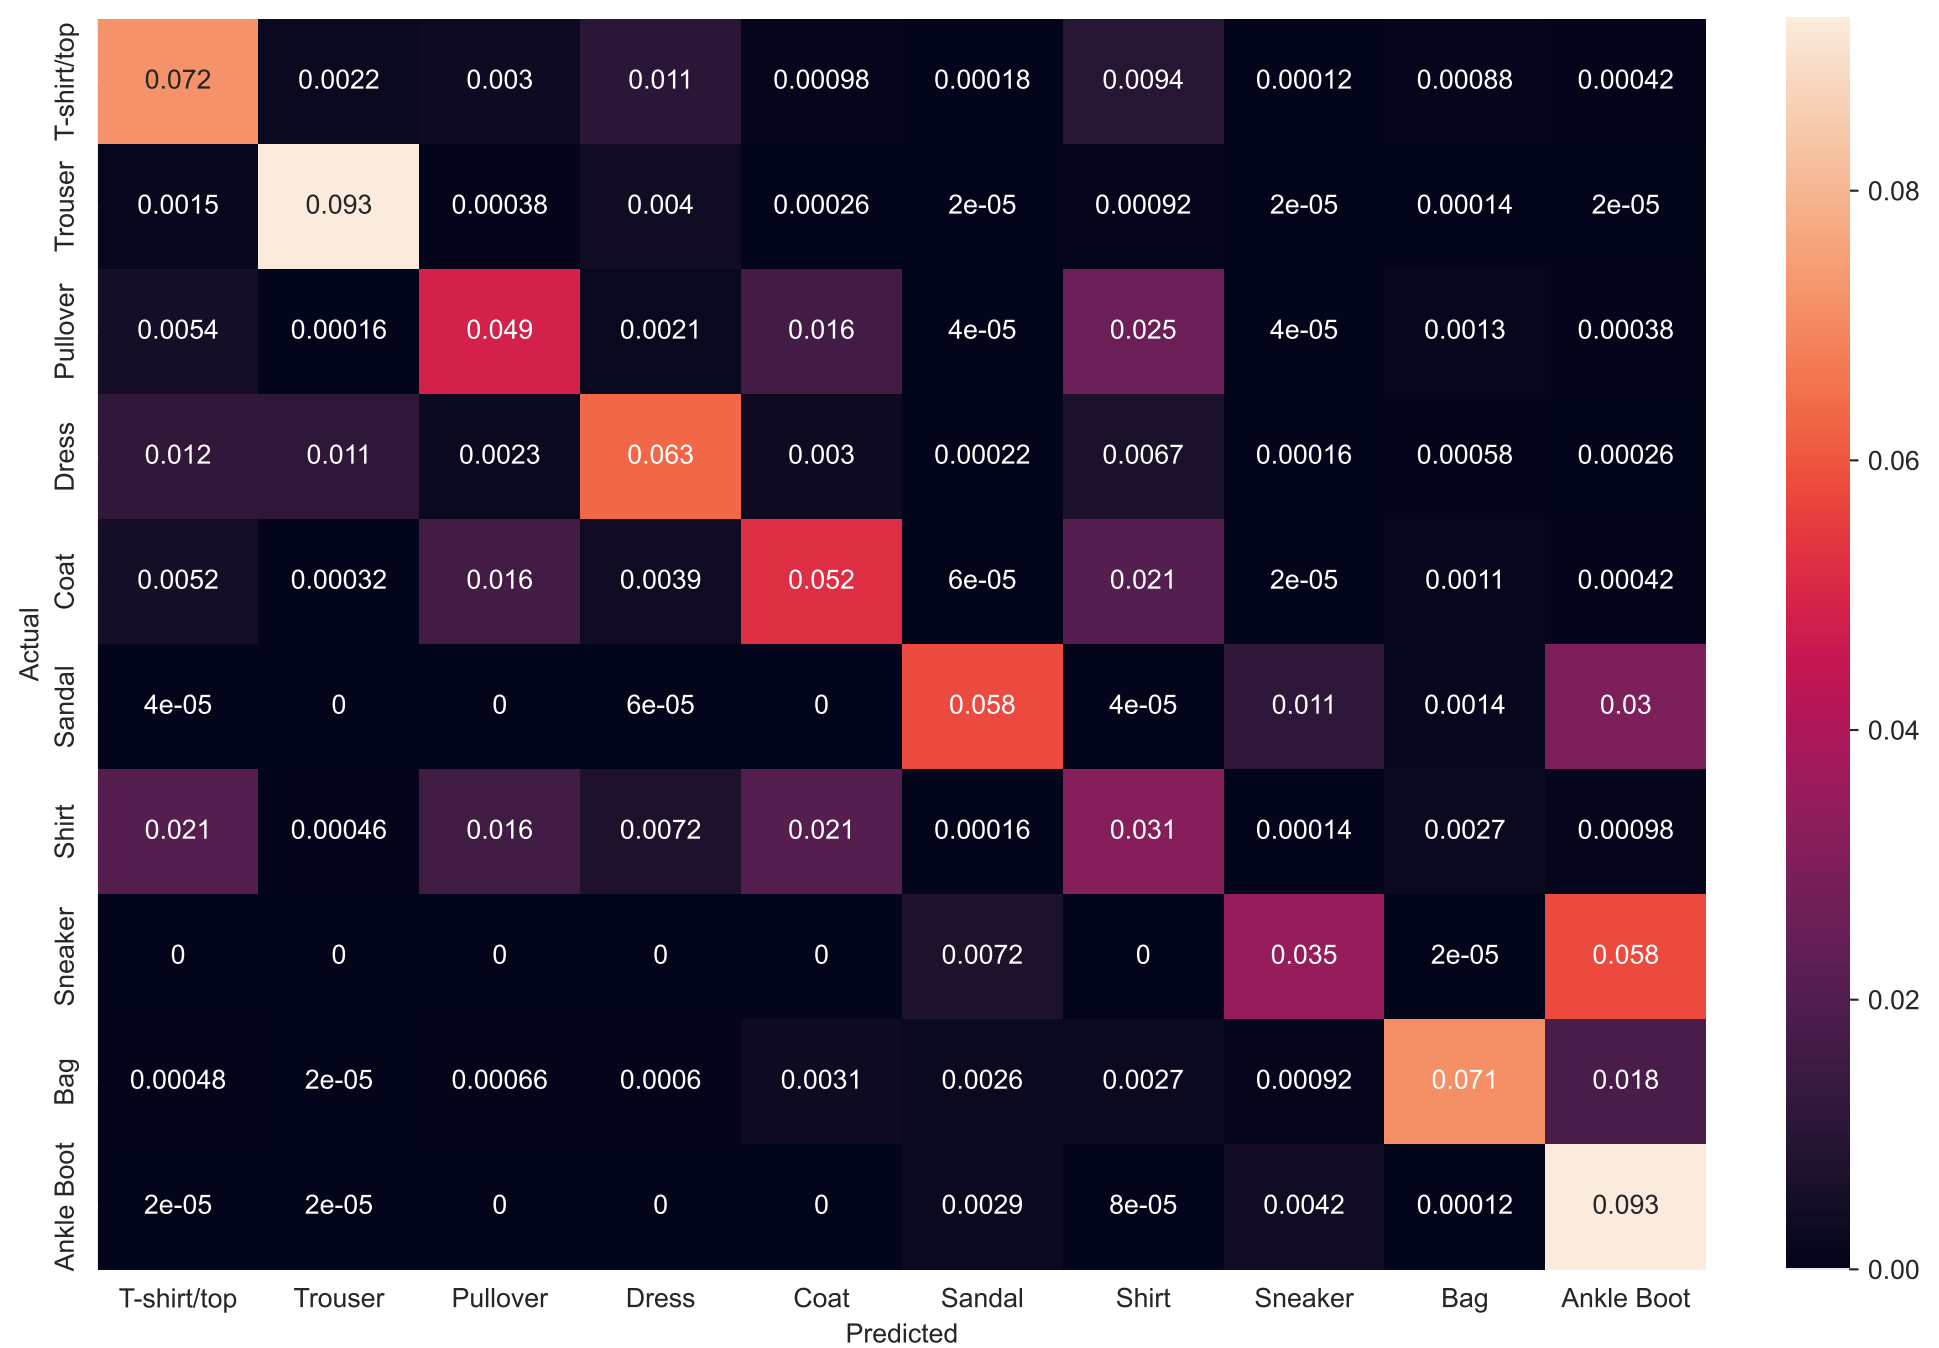 T-shirt/top 0.072 0.0022 0.003 0.011 0.00098 0.00018 0.0094 0.00012 0.00088 0.00042
Trouser 0.0015 0.093 0.00038 0.004 0.00026 2e-05 0.00092 2e-05 0.00014 2e-05
Pullover 0.0054 0.00016 0.049 0.0021 0.016 4e-05 0.025 4e-05 0.0013 0.00038
Dress 0.012 0.011 0.0023 0.063 0.003 0.00022 0.0067 0.00016 0.00058 0.00026
Coat 0.0052 0.00032 0.016 0.0039 0.052 6e-05 0.021 2e-05 0.0011 0.00042
Sandal 4e-05 0 0 6e-05 0 0.058 4e-05 0.011 0.0014 0.03
Shirt 0.021 0.00046 0.016 0.0072 0.021 0.00016 0.031 0.00014 0.0027 0.00098
Sneaker 0 0 0 0 0 0.0072 0 0.035 2e-05 0.058
Bag 0.00048 2e-05 0.00066 0.0006 0.0031 0.0026 0.0027 0.00092 0.071 0.018
Ankle Boot 2e-05 2e-05 0 0 0 0.0029 8e-05 0.0042 0.00012 0.093
T-shirt/top Trouser Pullover Dress Coat Sandal Shirt Sneaker Bag Ankle Boot
Predicted
Actual
0.08
0.06
0.04
0.02
0.00